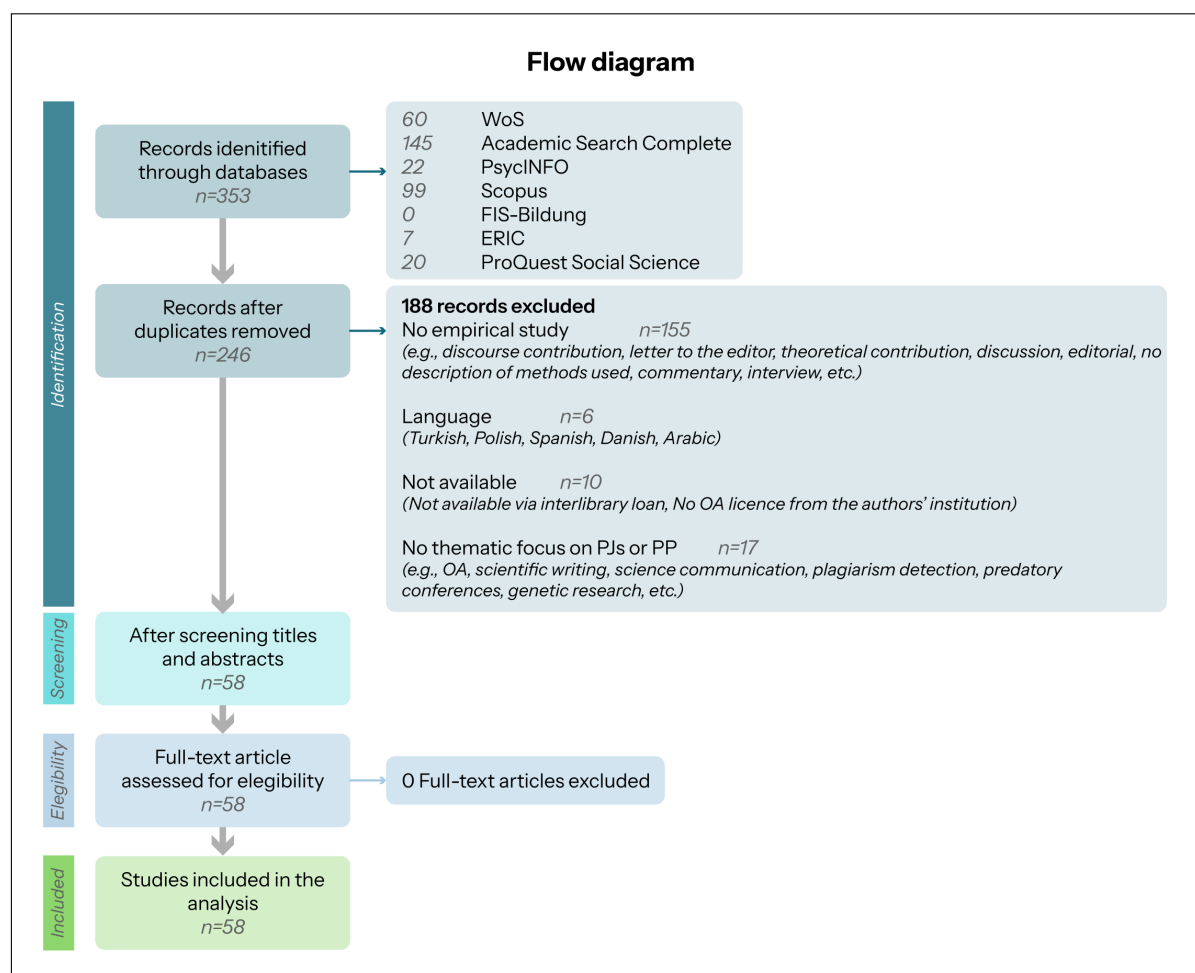 Flow diagram
Identification
Records idenitified
through databases
n=353
60 WoS
145 Academic Search Complete
22 PsycINFO
99 Scopus
0 FIS-Bildung
7 ERIC
20 ProQuest Social Science
Records after
duplicates removed
n=246
188 records excluded
No empirical study n=155
(e.g., discourse contribution, letter to the editor, theoretical contribution, discussion, editorial, no
description of methods used, commentary, interview, etc.)
Language n=6
(Turkish, Polish, Spanish, Danish, Arabic)
Not available n=10
(Not available via interlibrary loan, No OA licence from the authors' institution)
No thematic focus on PJs or PP n=17
(e.g., OA, scientific writing, science communication, plagiarism detection, predatory
conferences, genetic research, etc.)
Screening
After screening titles
and abstracts
n=58
Elegibility
Full-text article
assessed for elegibility
n=58
0 Full-text articles excluded
Included
Studies included in the
analysis
n=58